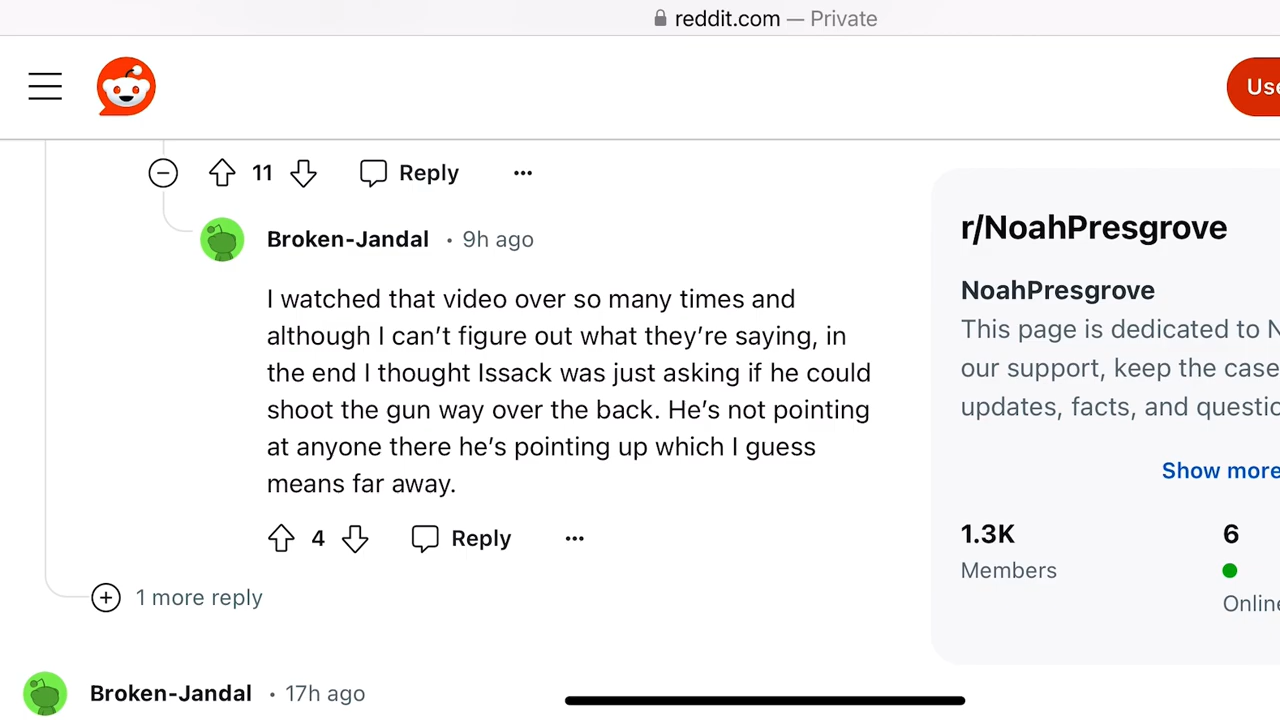 reddit.com — Private
Use
11
Reply
Broken-Jandal • 9h ago
I watched that video over so many times and
although I can’t figure out what they’re saying, in
the end I thought Issack was just asking if he could
shoot the gun way over the back. He’s not pointing
at anyone there he’s pointing up which I guess
means far away.
4
Reply
1 more reply
Broken-Jandal • 17h ago
r/NoahPresgrove
NoahPresgrove
This page is dedicated to N
our support, keep the case
updates, facts, and questio
Show more
1.3K
Members
6
Online